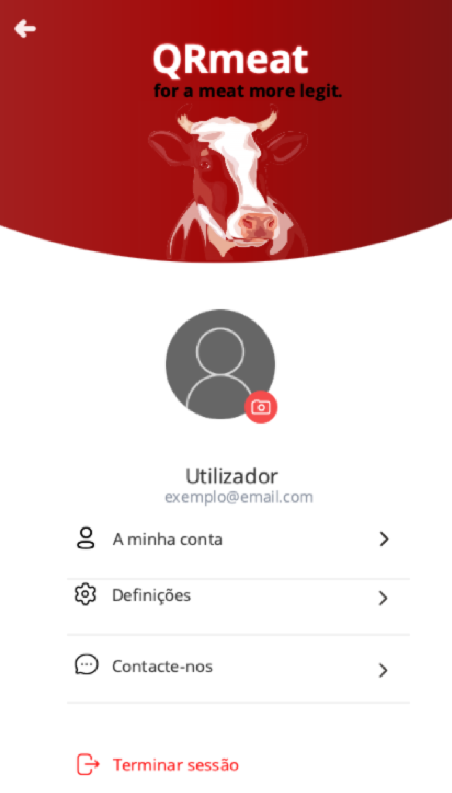 QRmeat
for a meat more legit.
Utilizador
exemplo@email.com
A minha conta
Definições
Contacte-nos
Terminar sessão